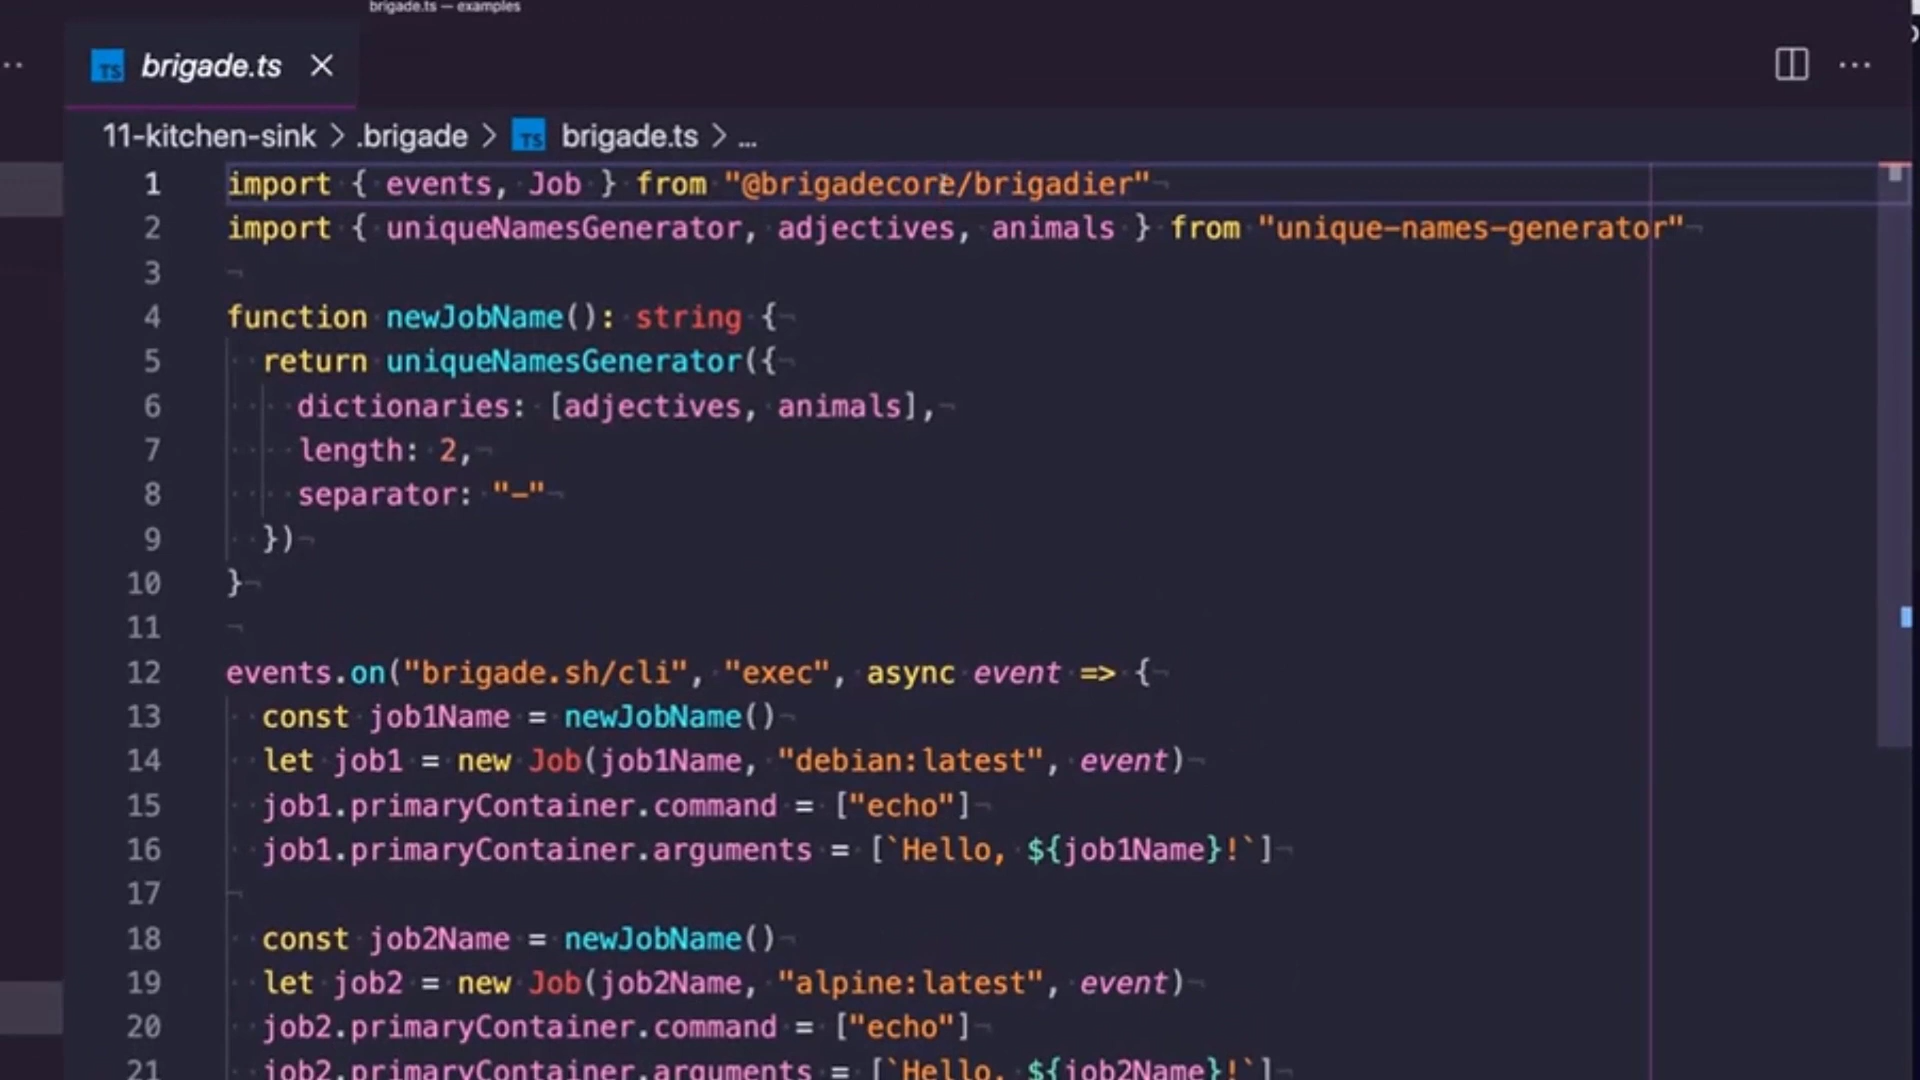 brigade.ts — examples
TS brigade.ts
11-kitchen-sink > .brigade > TS brigade.ts > ...
1 import { events, Job } from "@brigadecore/brigadier"
2 import { uniqueNamesGenerator, adjectives, animals } from "unique-names-generator"
3
4 function newJobName(): string {
5 return uniqueNamesGenerator({
6 dictionaries: [adjectives, animals],
7 length: 2,
8 separator: "-"
9 })
10 }
11
12 events.on("brigade.sh/cli", "exec", async event => {
13 const job1Name = newJobName()
14 let job1 = new Job(job1Name, "debian:latest", event)
15 job1.primaryContainer.command = ["echo"]
16 job1.primaryContainer.arguments = [`Hello, ${job1Name}!`]
17
18 const job2Name = newJobName()
19 let job2 = new Job(job2Name, "alpine:latest", event)
20 job2.primaryContainer.command = ["echo"]
21 job2.primaryContainer.arguments = [`Hello, ${job2Name}!`]